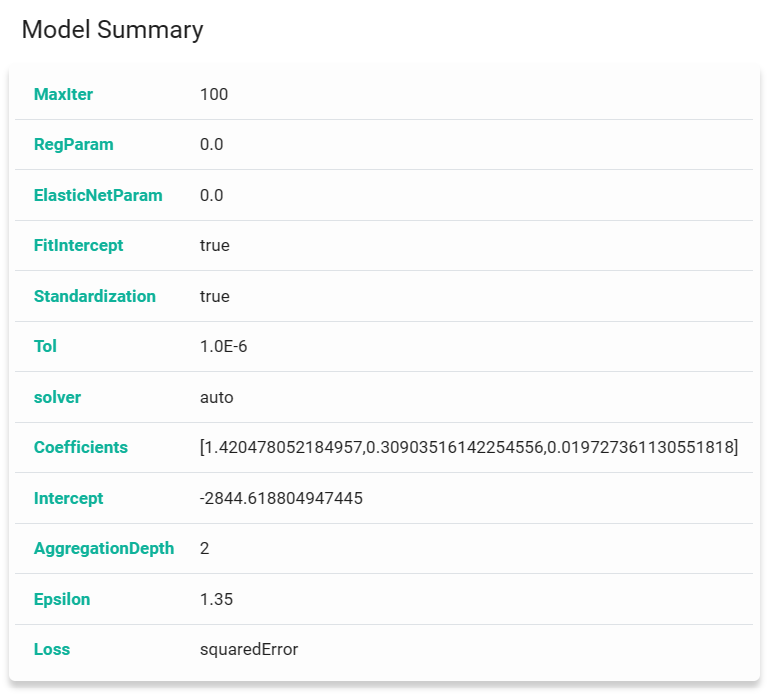 Model Summary
MaxIter 100
RegParam 0.0
ElasticNetParam 0.0
FitIntercept true
Standardization true
Tol 1.0E-6
solver auto
Coefficients [1.420478052184957,0.30903516142254556,0.019727361130551818]
Intercept -2844.618804947445
AggregationDepth 2
Epsilon 1.35
Loss squaredError